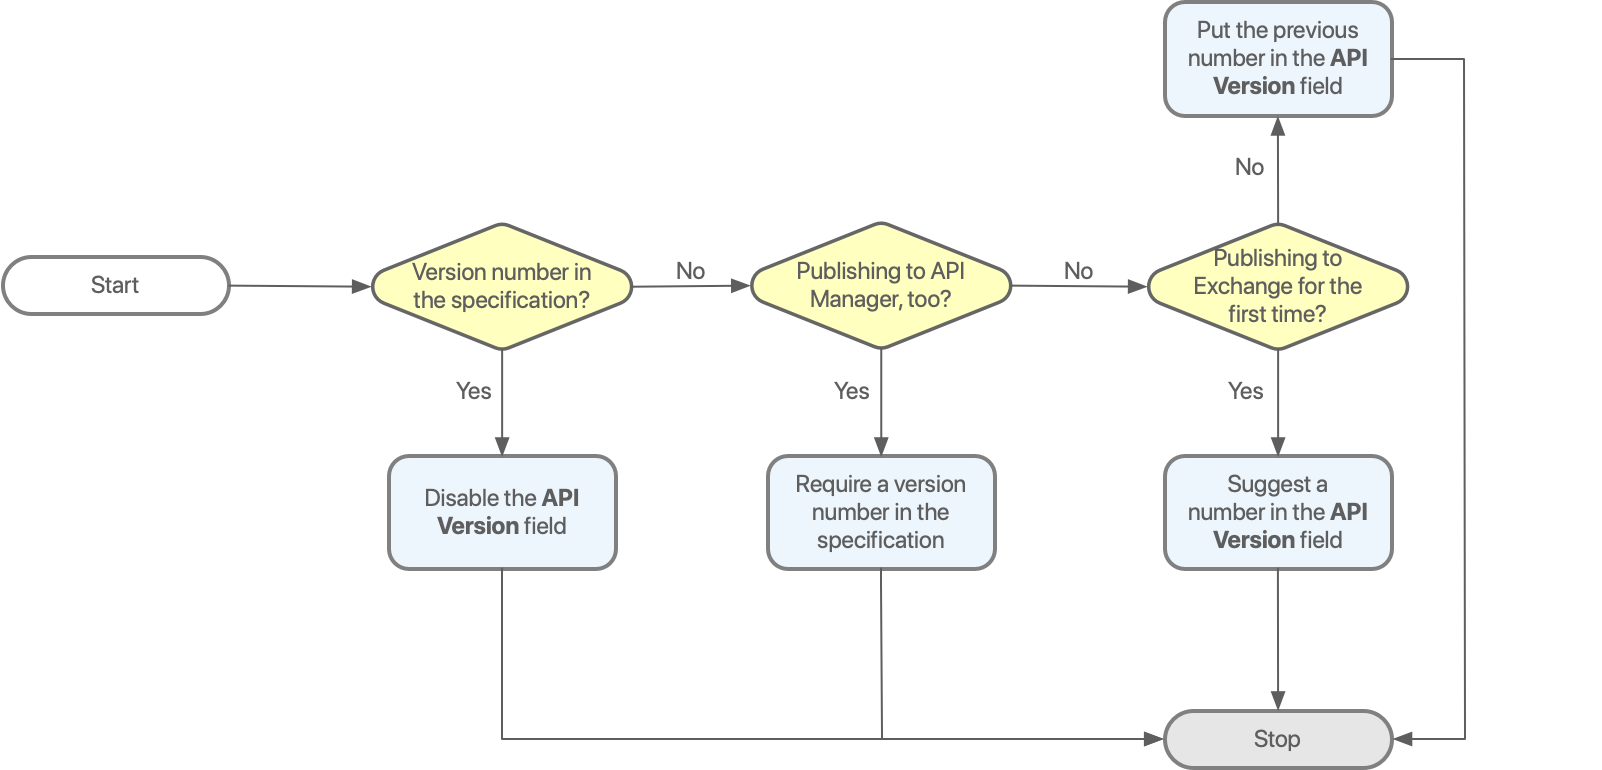 Put the previous
number in the API
Version field
No
Start
Version number in
the specification?
No
Publishing to API
Manager, too?
No
Publishing to
Exchange for the
first time?
Yes
Yes
Yes
Disable the API
Version field
Require a version
number in the
specification
Suggest a
number in the API
Version field
Stop